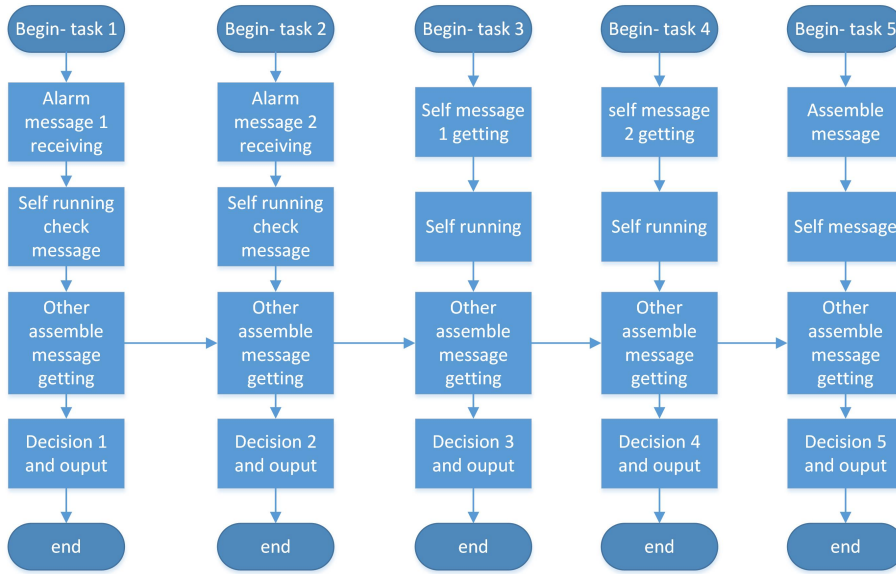 Begin- task 1
Begin- task 2
Begin- task 3
Begin- task 4
Begin- task 5
Alarm
message 1
receiving
Alarm
message 2
receiving
Self message
1 getting
self message
2 getting
Assemble
message
Self running
check
message
Self running
check
message
Self running
Self running
Self message
Other
assemble
message
getting
Other
assemble
message
getting
Other
assemble
message
getting
Other
assemble
message
getting
Other
assemble
message
getting
Decision 1
and ouput
Decision 2
and ouput
Decision 3
and ouput
Decision 4
and ouput
Decision 5
and ouput
end
end
end
end
end